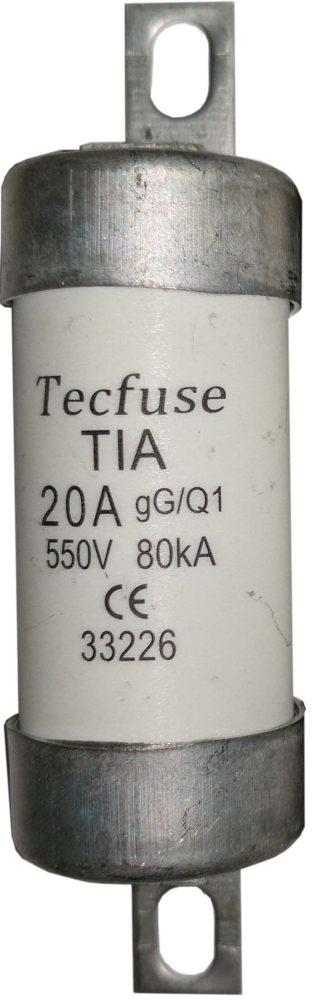 Tecfuse
TIA
20A gG/Q1
550V 80kA
CE
33226